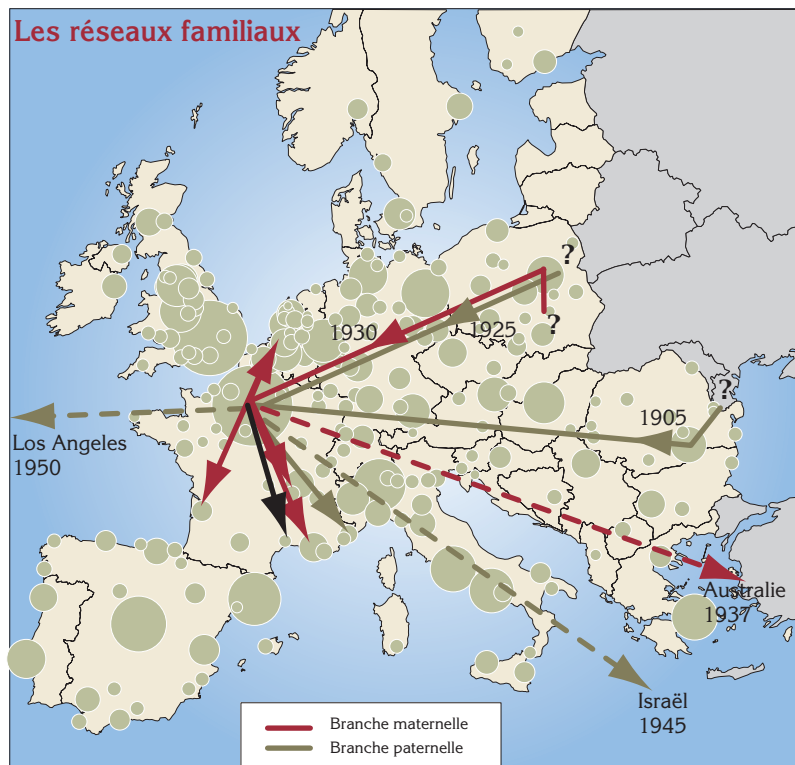 Les réseaux familiaux
?
1930
1925
?
?
1905
Los Angeles
1950
Australie
1937
Israël
1945
Branche maternelle
Branche paternelle